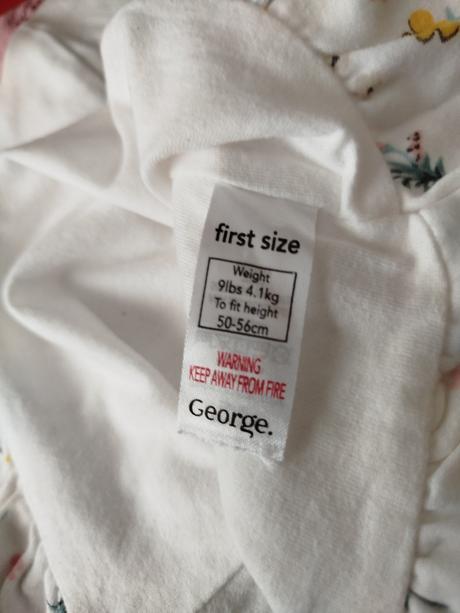 first size
Weight
9lbs 4.1kg
To fit height
50-56cm
WARNING
KEEP AWAY FROM FIRE
George.